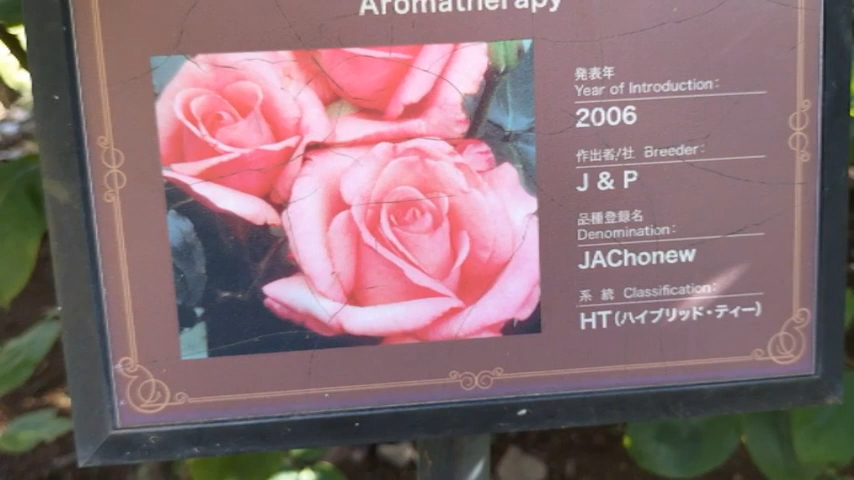 Aromatherapy
発表年
Year of Introduction:
2006
作出者/社 Breeder:
J & P
品種登録名
Denomination:
JAChonew
系 統 Classification:
HT(ハイブリッド・ティー)